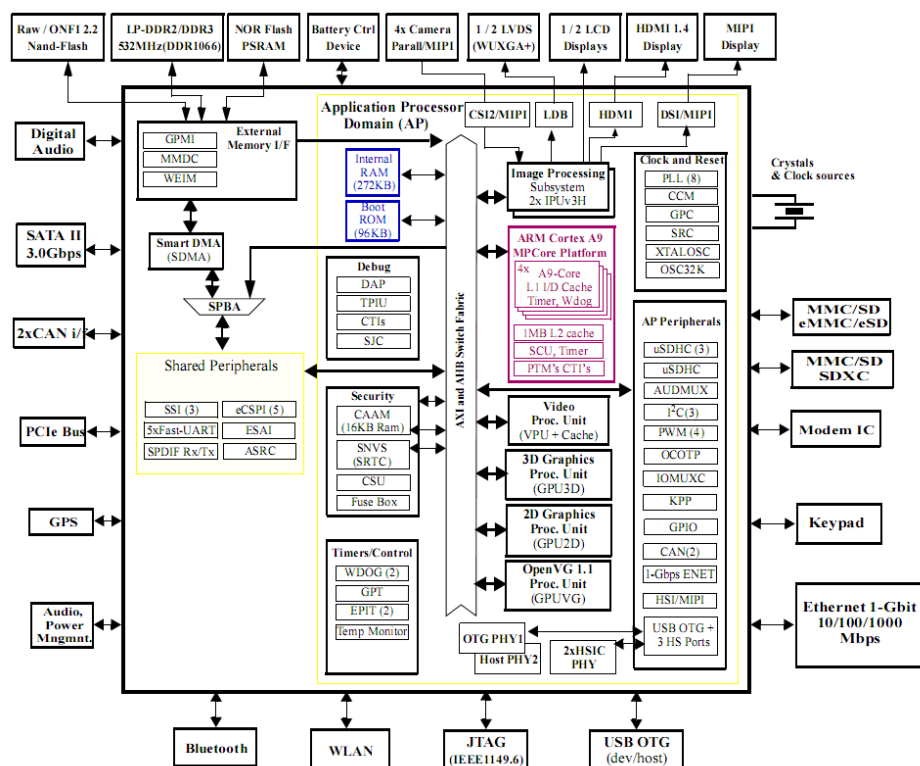 Raw / ONFI 2.2
Nand-Flash
LP-DDR2/DDR3
532MHz(DDR1066)
NOR Flash
PSRAM
Battery Ctrl
Device
4x Camera
Parall/MIPI
1 / 2 LVDS
(WUXGA+)
1 / 2 LCD
Displays
HDMI 1.4
Display
MIPI
Display
Digital
Audio
SATA II
3.0Gbps
2xCAN i/f
PCIe Bus
GPS
Audio,
Power
Mngmnt.
External
Memory I/F
GPMI
MMDC
WEIM
Smart DMA
(SDMA)
SPBA
Shared Peripherals
SSI (3)
eCSPI (5)
5xFast-UART
ESAI
SPDIF Rx/Tx
ASRC
Application Processor
Domain (AP)
Internal
RAM
(272KB)
Boot
ROM
(96KB)
Debug
DAP
TPIU
CTIs
SJC
Security
CAAM
(16KB Ram)
SNVS
(SRTC)
CSU
Fuse Box
Timers/Control
WDOG (2)
GPT
EPIT (2)
Temp Monitor
AXI and AHB Switch Fabric
CSI2/MIPI
LDB
HDMI
DSI/MIPI
Image Processing
Subsystem
2x IPUv3H
ARM Cortex A9
MPCore Platform
4x
A9-Core
L1 I/D Cache
Timer, Wdog
1MB L2 cache
SCU, Timer
PTM's CTI's
Video
Proc. Unit
(VPU + Cache)
3D Graphics
Proc. Unit
(GPU3D)
2D Graphics
Proc. Unit
(GPU2D)
OpenVG 1.1
Proc. Unit
(GPUVG)
OTG PHY1
Host PHY2
2xHSIC
PHY
Clock and Reset
PLL (8)
CCM
GPC
SRC
XTALOSC
OSC32K
AP Peripherals
uSDHC (3)
uSDHC
AUDMUX
I²C(3)
PWM (4)
OCOTP
IOMUXC
KPP
GPIO
CAN(2)
1-Gbps ENET
HSI/MIPI
USB OTG +
3 HS Ports
Crystals
& Clock sources
MMC/SD
eMMC/eSD
MMC/SD
SDXC
Modem IC
Keypad
Ethernet 1-Gbit
10/100/1000
Mbps
Bluetooth
WLAN
JTAG
(IEEE1149.6)
USB OTG
(dev/host)